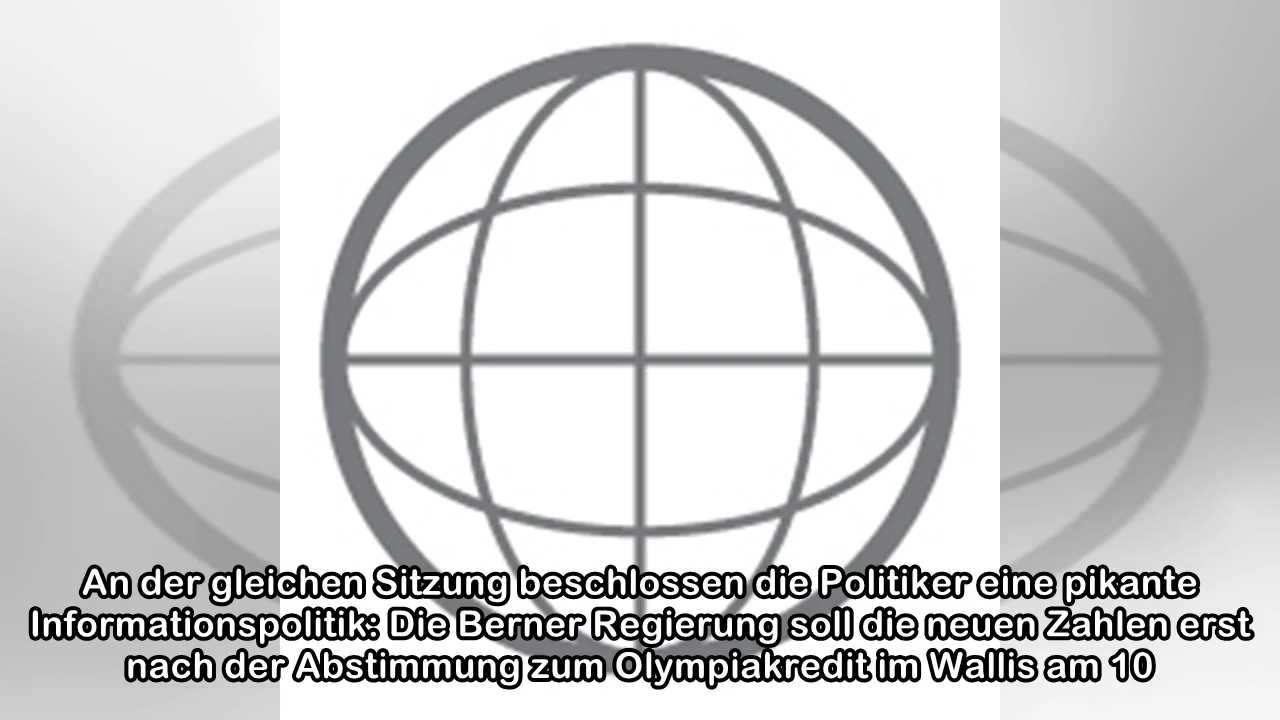 An der gleichen Sitzung beschlossen die Politiker eine pikante
Informationspolitik: Die Berner Regierung soll die neuen Zahlen erst
nach der Abstimmung zum Olympiakredit im Wallis am 10